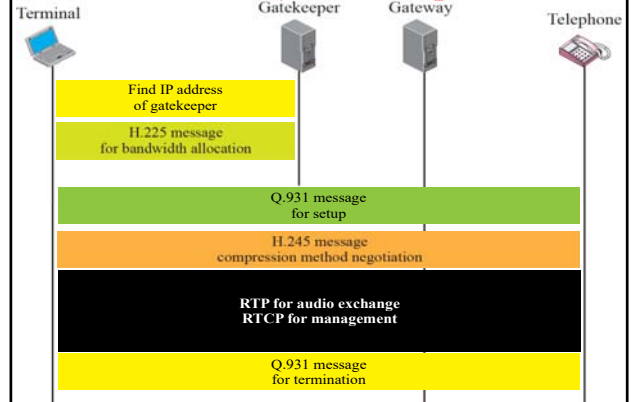 Terminal
Gatekeeper
Gateway
Telephone
Find IP address
of gatekeeper
H.225 message
for bandwidth allocation
Q.931 message
for setup
H.245 message
compression method negotiation
RTP for audio exchange
RTCP for management
Q.931 message
for termination